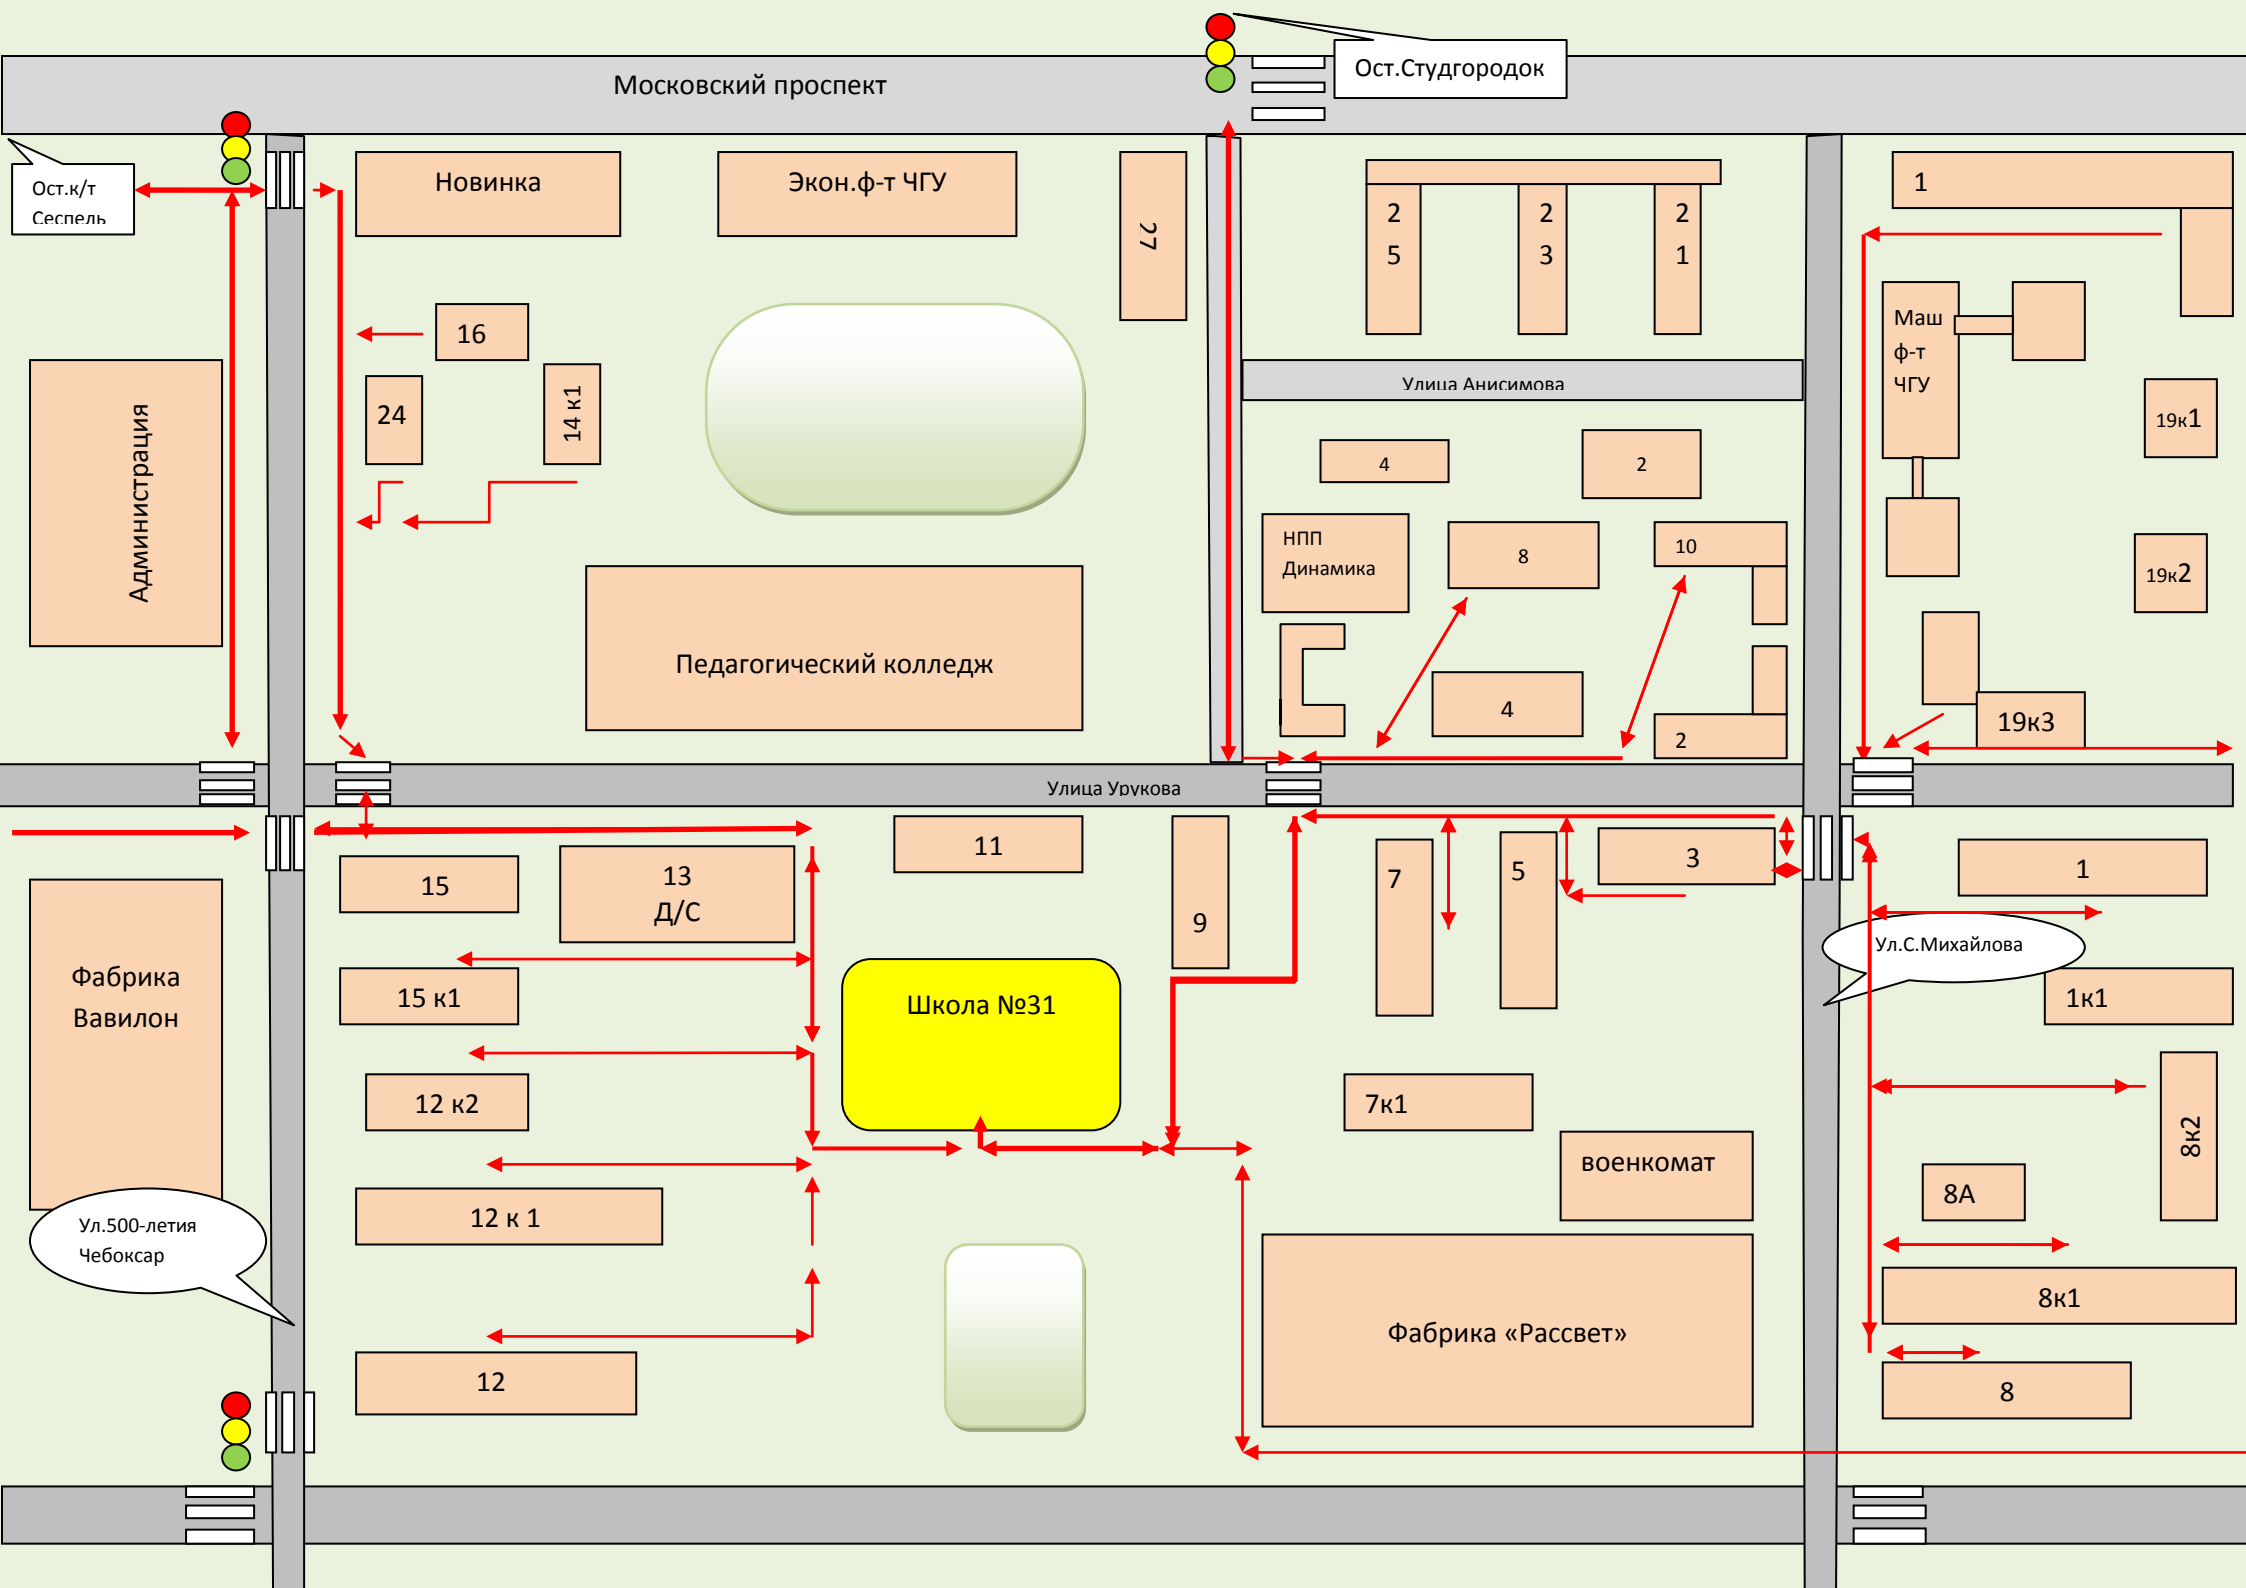 Ост.Студгородок
Московский проспект
Ост.к/т
Сеспель
Новинка
Экон.ф-т ЧГУ
27
2
5
2
3
2
1
1
16
24
14 к1
Администрация
Улица Анисимова
Маш
ф-т
ЧГУ
19к1
4
2
НПП
Динамика
8
10
19к2
Педагогический колледж
4
2
19к3
Улица Урукова
15
13
Д/С
11
9
7
5
3
1
Ул.С.Михайлова
Фабрика
Вавилон
15 к1
Школа №31
1к1
12 к2
7к1
военкомат
8к2
8А
12 к 1
Ул.500-летия
Чебоксар
Фабрика «Рассвет»
8к1
12
8